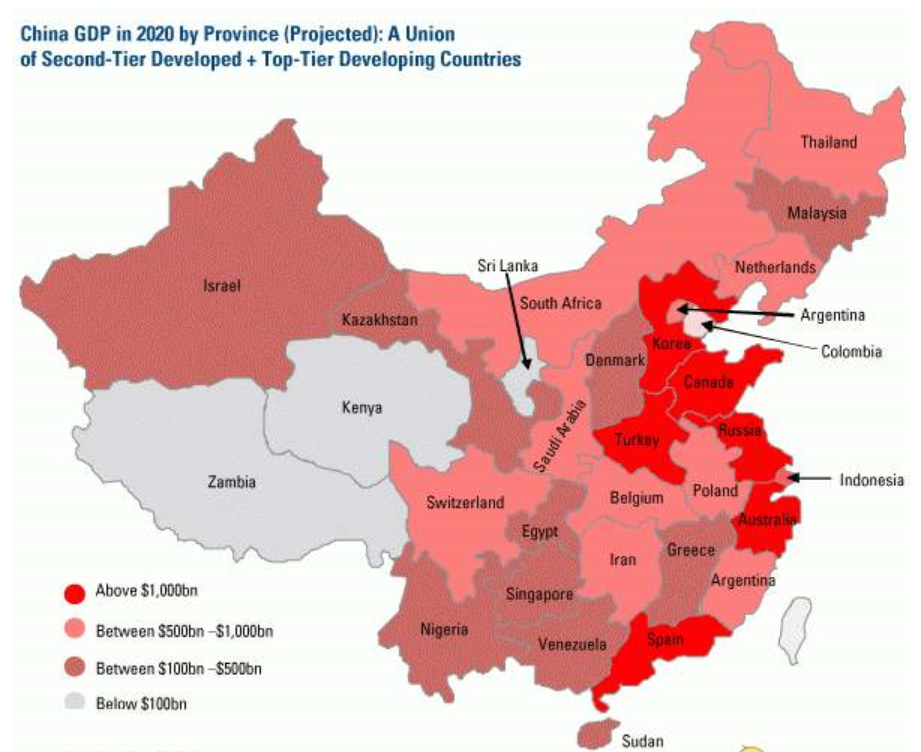 China GDP in 2020 by Province (Projected): A Union
of Second-Tier Developed + Top-Tier Developing Countries
Thailand
Malaysia
Netherlands
Sri Lanka
Israel
South Africa
Argentina
Kazakhstan
Korea
Colombia
Denmark
Canada
Kenya
Saudi Arabia
Russia
Turkey
Zambia
Indonesia
Switzerland
Belgium
Poland
Australia
Egypt
Iran
Greece
Argentina
Singapore
Nigeria
Venezuela
Spain
Sudan
Above $1,000bn
Between $500bn –$1,000bn
Between $100bn –$500bn
Below $100bn